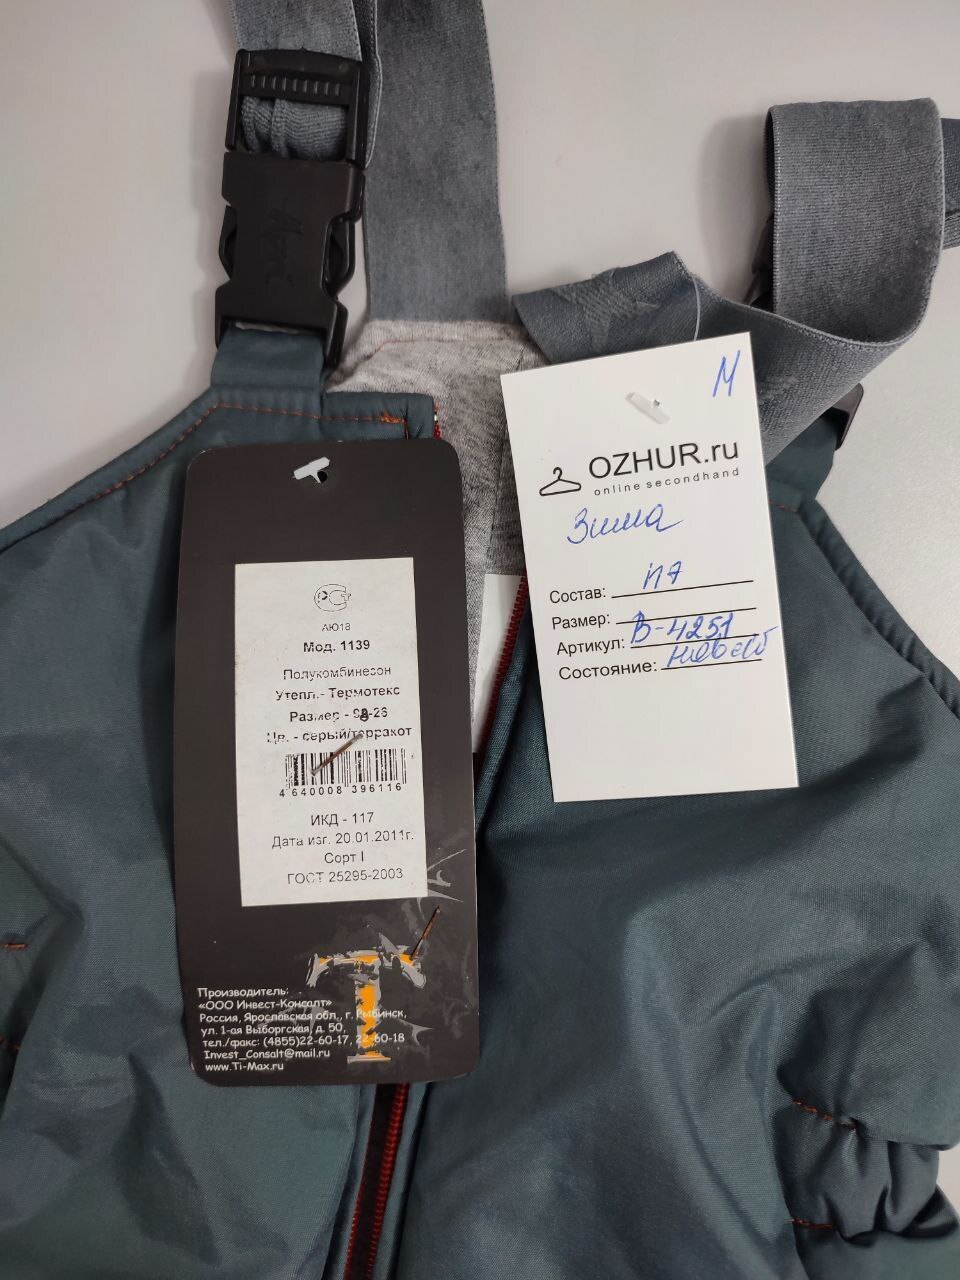 АЮ18
Мод. 1139
Полукомбинезон
Утепл.- Термотекс
Размер - 98-26
Цв. - серый/терракот
4 640008 396116
ИКД - 117
Дата изг. 20.01.2011г.
Сорт I
ГОСТ 25295-2003
Производитель:
«ООО Инвест-Консалт»
Россия, Ярославская обл., г. Рыбинск,
ул. 1-ая Выборгская, д. 50,
тел./факс: (4855)22-60-17, 22-60-18
Invest_Consalt@mail.ru
www.Ti-Max.ru
М
OZHUR.ru
online secondhand
Зима
Состав: ПЭ
Размер:
Артикул: В-4251
Состояние: новый